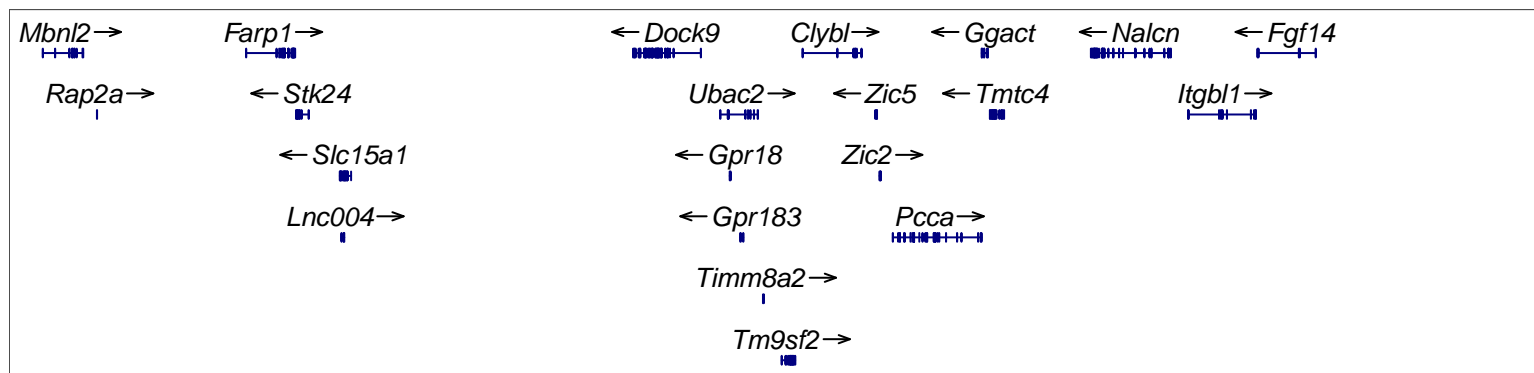 Mbnl2→ Farp1→ ←Dock9 Clybl→ ←Ggact ←Nalcn ←Fgf14
Rap2a→ ←Stk24 Ubac2→ ←Zic5 ←Tmtc4 Itgbl1→
←Slc15a1 ←Gpr18 Zic2→
Lnc004→ ←Gpr183 Pcca→
Timm8a2→
Tm9sf2→